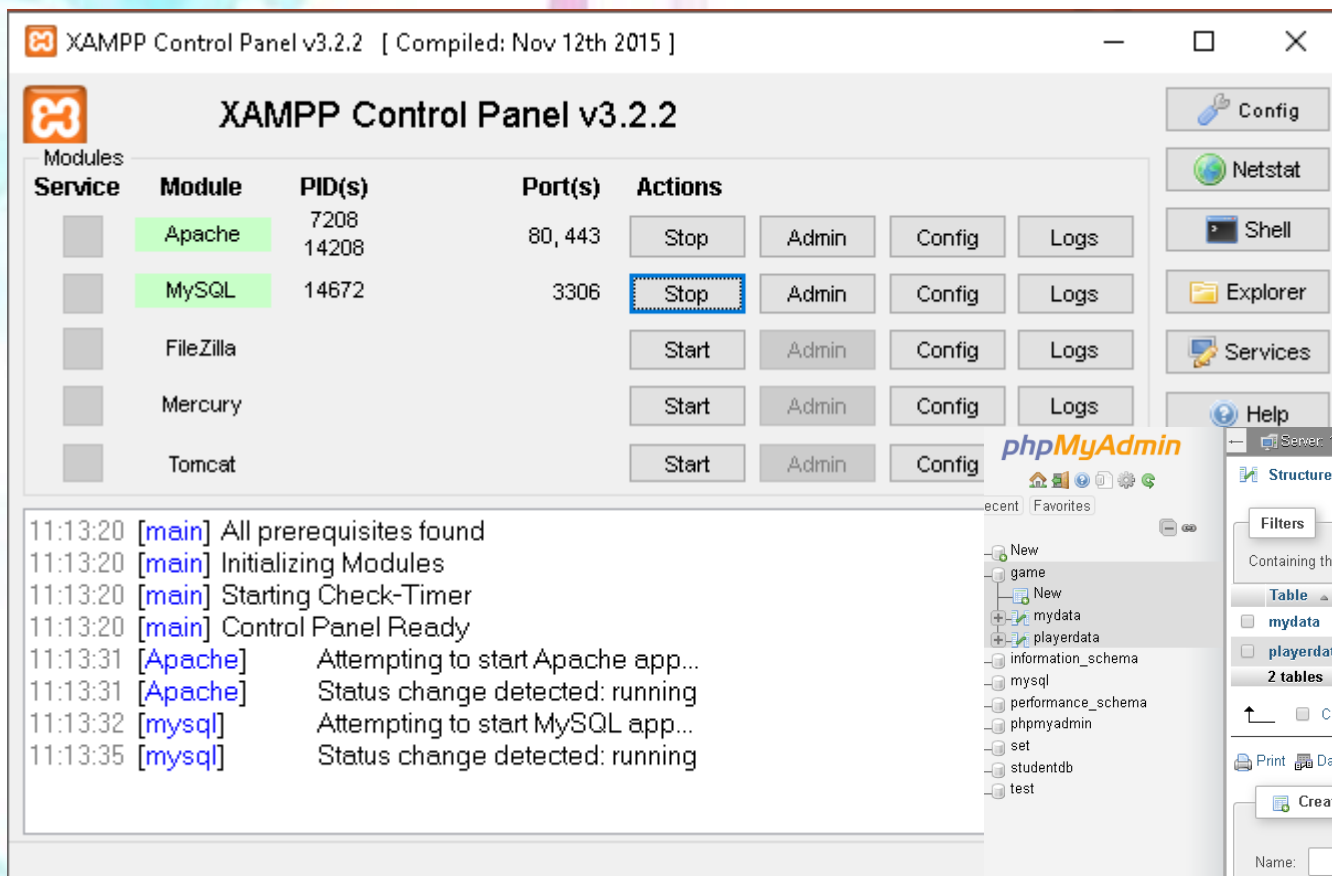 XAMPP Control Panel v3.2.2 [ Compiled: Nov 12th 2015 ]
XAMPP Control Panel v3.2.2
Config
Netstat
Shell
Explorer
Services
Help
Modules
Service Module PID(s) Port(s) Actions
Apache 7208 14208 80, 443 Stop Admin Config Logs
MySQL 14672 3306 Stop Admin Config Logs
FileZilla Start Admin Config Logs
Mercury Start Admin Config Logs
Tomcat Start Admin Config
11:13:20 [main] All prerequisites found
11:13:20 [main] Initializing Modules
11:13:20 [main] Starting Check-Timer
11:13:20 [main] Control Panel Ready
11:13:31 [Apache] Attempting to start Apache app...
11:13:31 [Apache] Status change detected: running
11:13:32 [mysql] Attempting to start MySQL app...
11:13:35 [mysql] Status change detected: running
phpMyAdmin
ecent Favorites
New
game
New
mydata
playerdata
information_schema
mysql
performance_schema
phpmyadmin
set
studentdb
test
Server:
Structure
Filters
Containing th
Table
mydata
playerdat
2 tables
C
Print Da
Crea
Name: